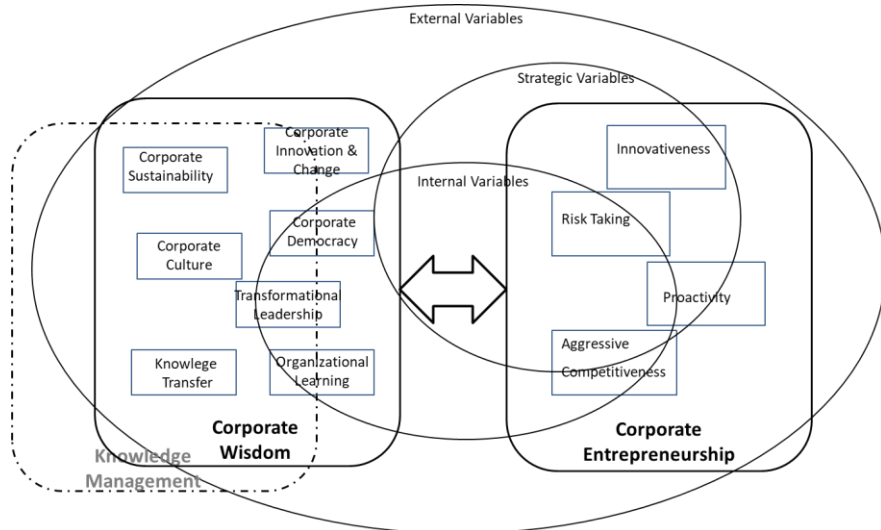 External Variables
Strategic Variables
Internal Variables
Corporate
Innovation &
Change
Corporate
Sustainability
Corporate
Democracy
Corporate
Culture
Transformational
Leadership
Knowlege
Transfer
Organizational
Learning
Corporate
Wisdom
Knowledge
Management
Innovativeness
Risk Taking
Proactivity
Aggressive
Competitiveness
Corporate
Entrepreneurship